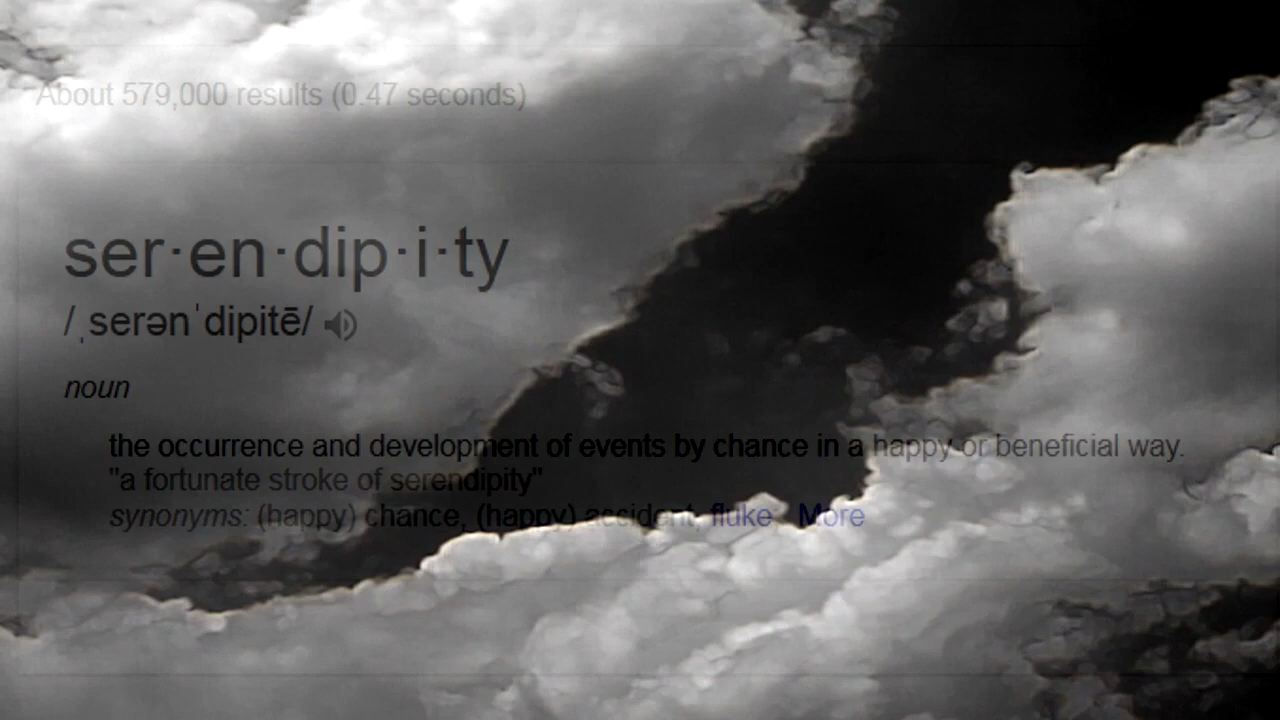 About 579,000 results (0.47 seconds)
ser·en·dip·i·ty
/ˌserənˈdipitē/
noun
the occurrence and development of events by chance in a happy or beneficial way.
"a fortunate stroke of serendipity"
synonyms: (happy) chance, (happy) accident, fluke More